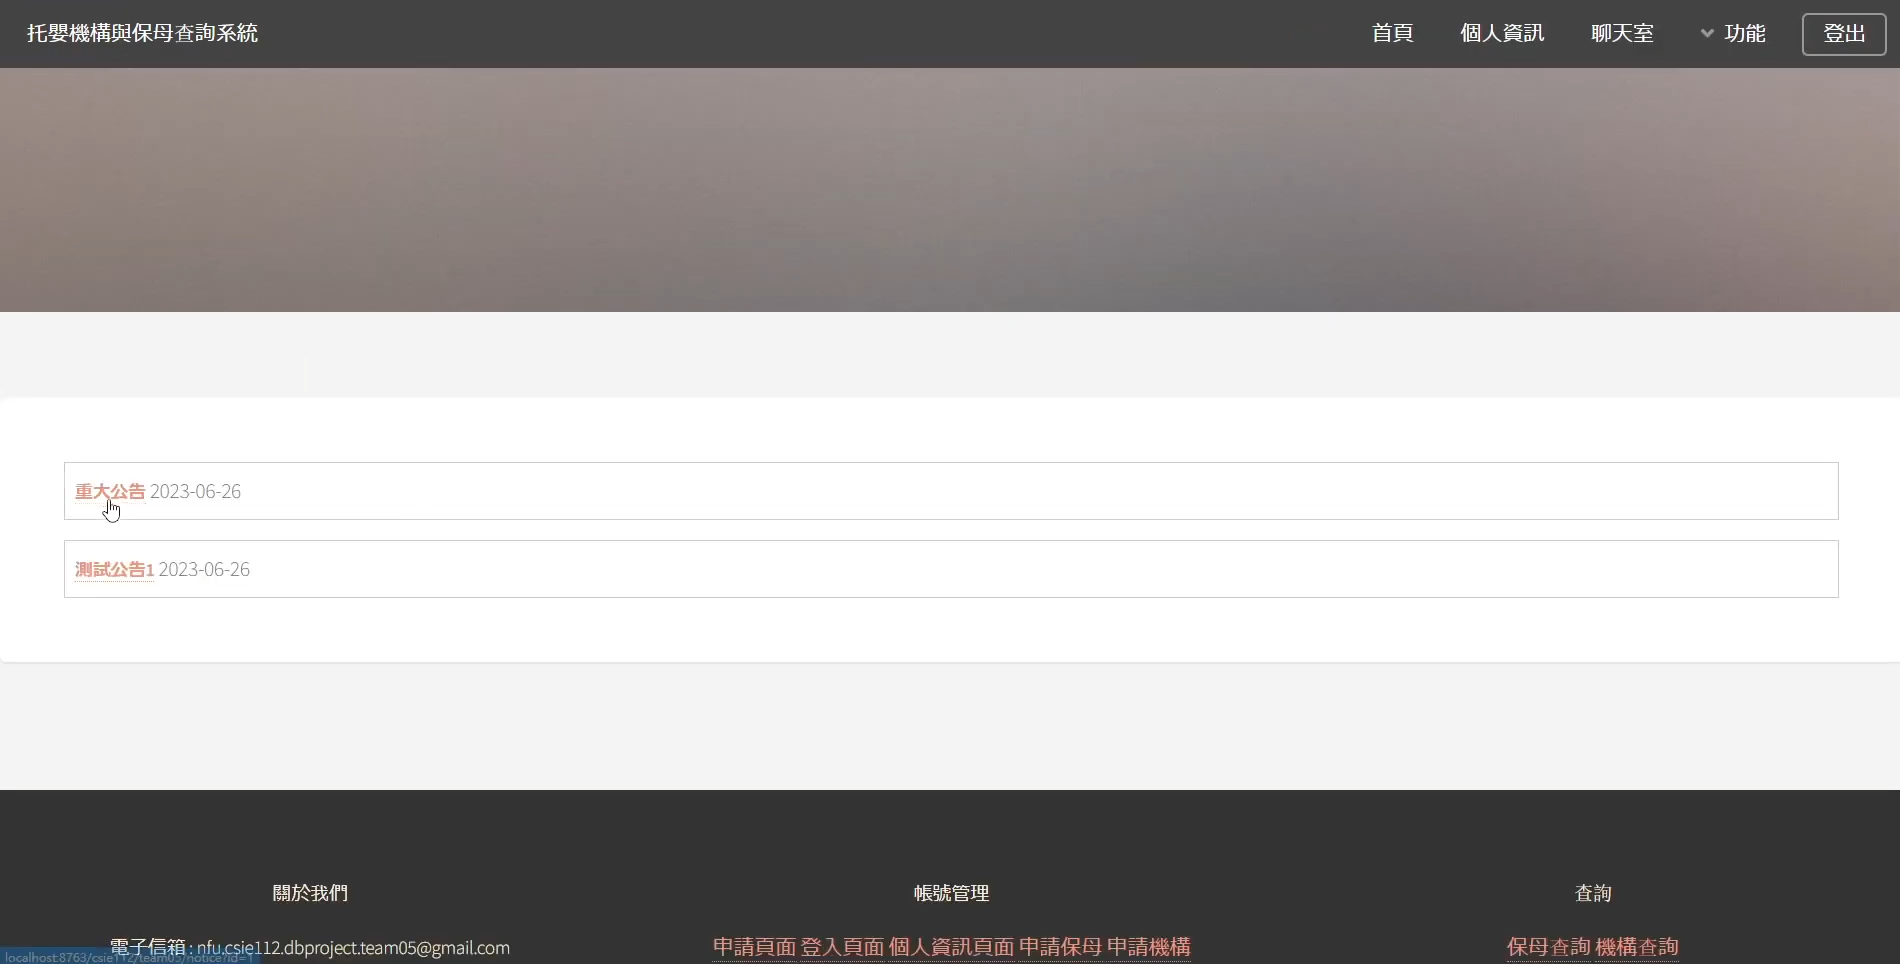 托嬰機構與保母查詢系統
首頁 個人資訊 聊天室 功能 登出
重大公告 2023-06-26
測試公告1 2023-06-26
關於我們 帳號管理 查詢
電子信箱 : nfu.csie112.dbproject.team05@gmail.com
申請頁面 登入頁面 個人資訊頁面 申請保母 申請機構
保母查詢 機構查詢
localhost:8763/csie112/team05/notice?id=1